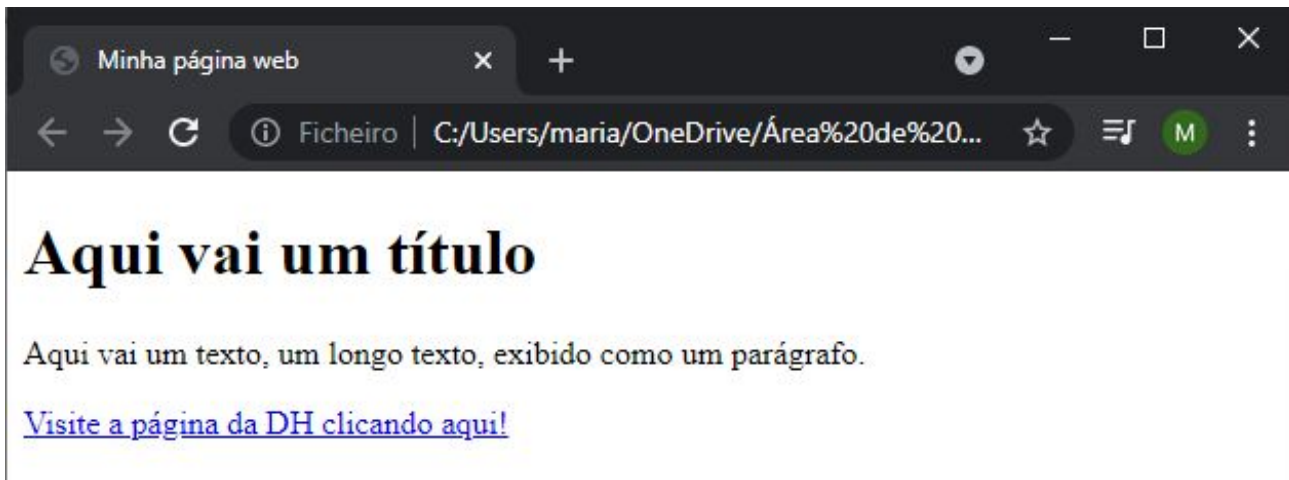 Minha página web
Ficheiro | C:/Users/maria/OneDrive/Área%20de%20...
M
Aqui vai um título
Aqui vai um texto, um longo texto, exibido como um parágrafo.
Visite a página da DH clicando aqui!